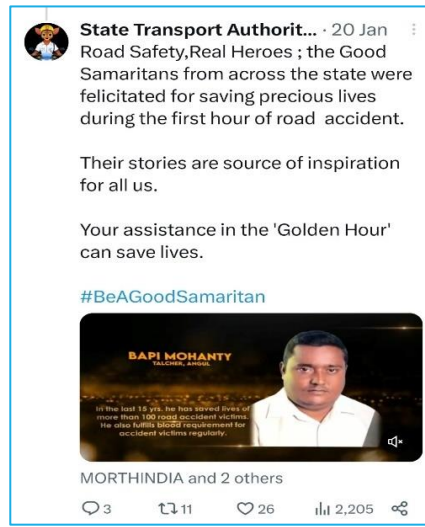 State Transport Authorit... · 20 Jan
Road Safety,Real Heroes ; the Good
Samaritans from across the state were
felicitated for saving precious lives
during the first hour of road accident.
Their stories are source of inspiration
for all us.
Your assistance in the 'Golden Hour'
can save lives.
#BeAGoodSamaritan
BAPI MOHANTY
TALCHER, ANGUL
In the last 15 yrs. he has saved lives of
more than 100 road accident victims.
He also fulfills blood requirement for
accident victims regularly.
MORTHINDIA and 2 others
3 11 26 2,205